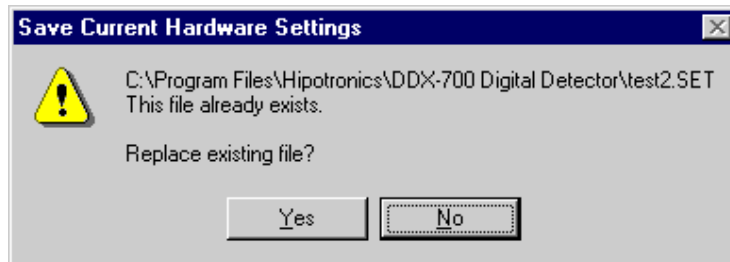 Save Current Hardware Settings
C:\Program Files\Hipotronics\DDX-700 Digital Detector\test2.SET
This file already exists.
Replace existing file?
Yes No